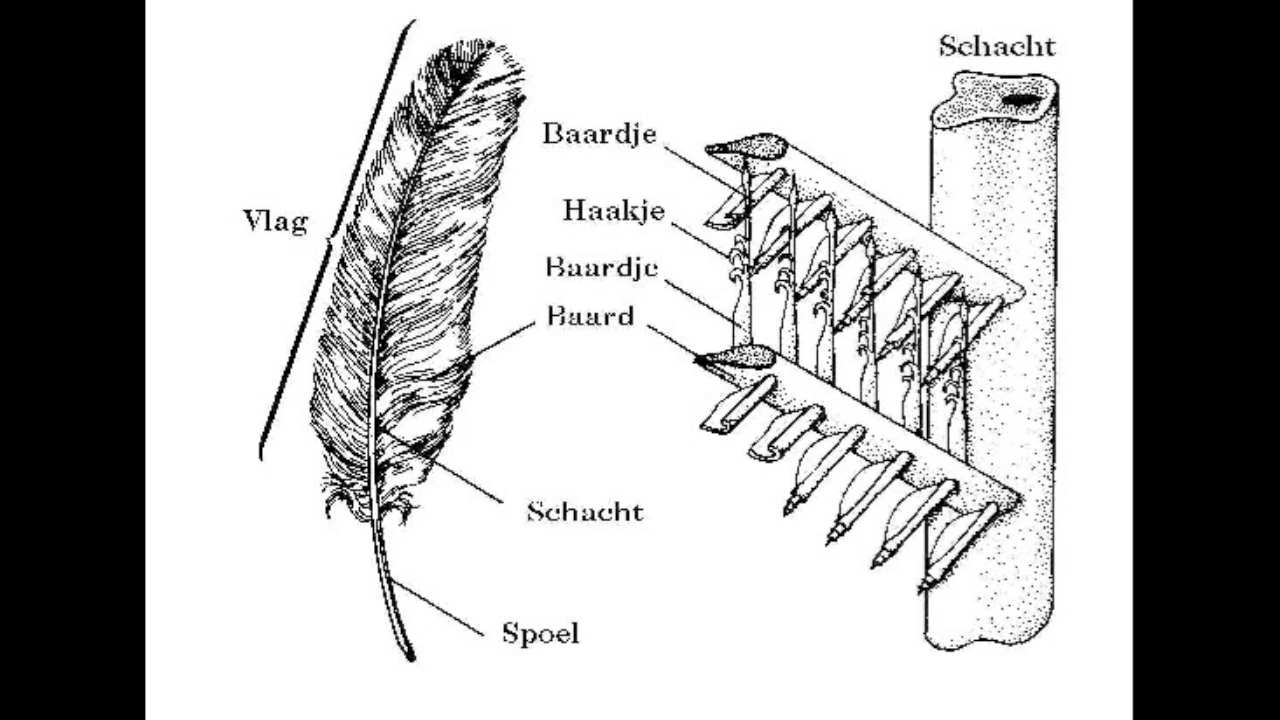 Schacht
Baardje
Haakje
Vlag
Baardje
Baard
Schacht
Spoel